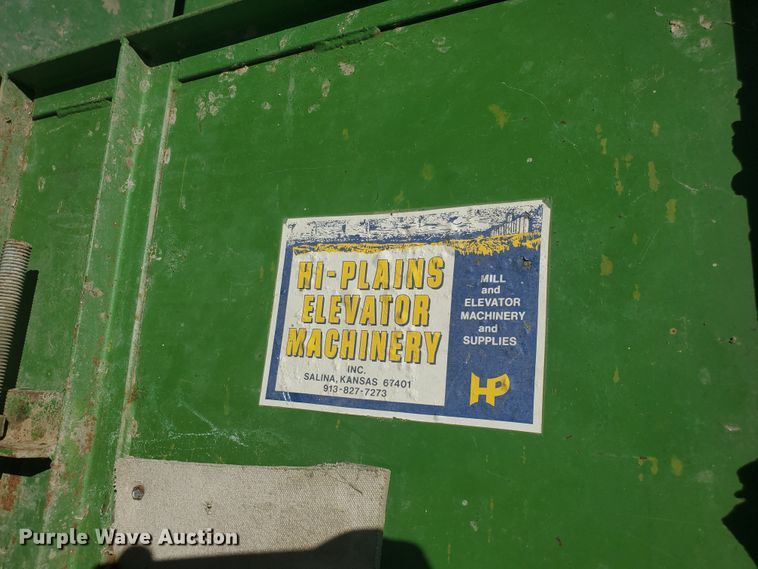 HI-PLAINS
ELEVATOR
MACHINERY
INC.
SALINA, KANSAS 67401
913-827-7273
MILL
and
ELEVATOR
MACHINERY
and
SUPPLIES
HP
Purple Wave Auction